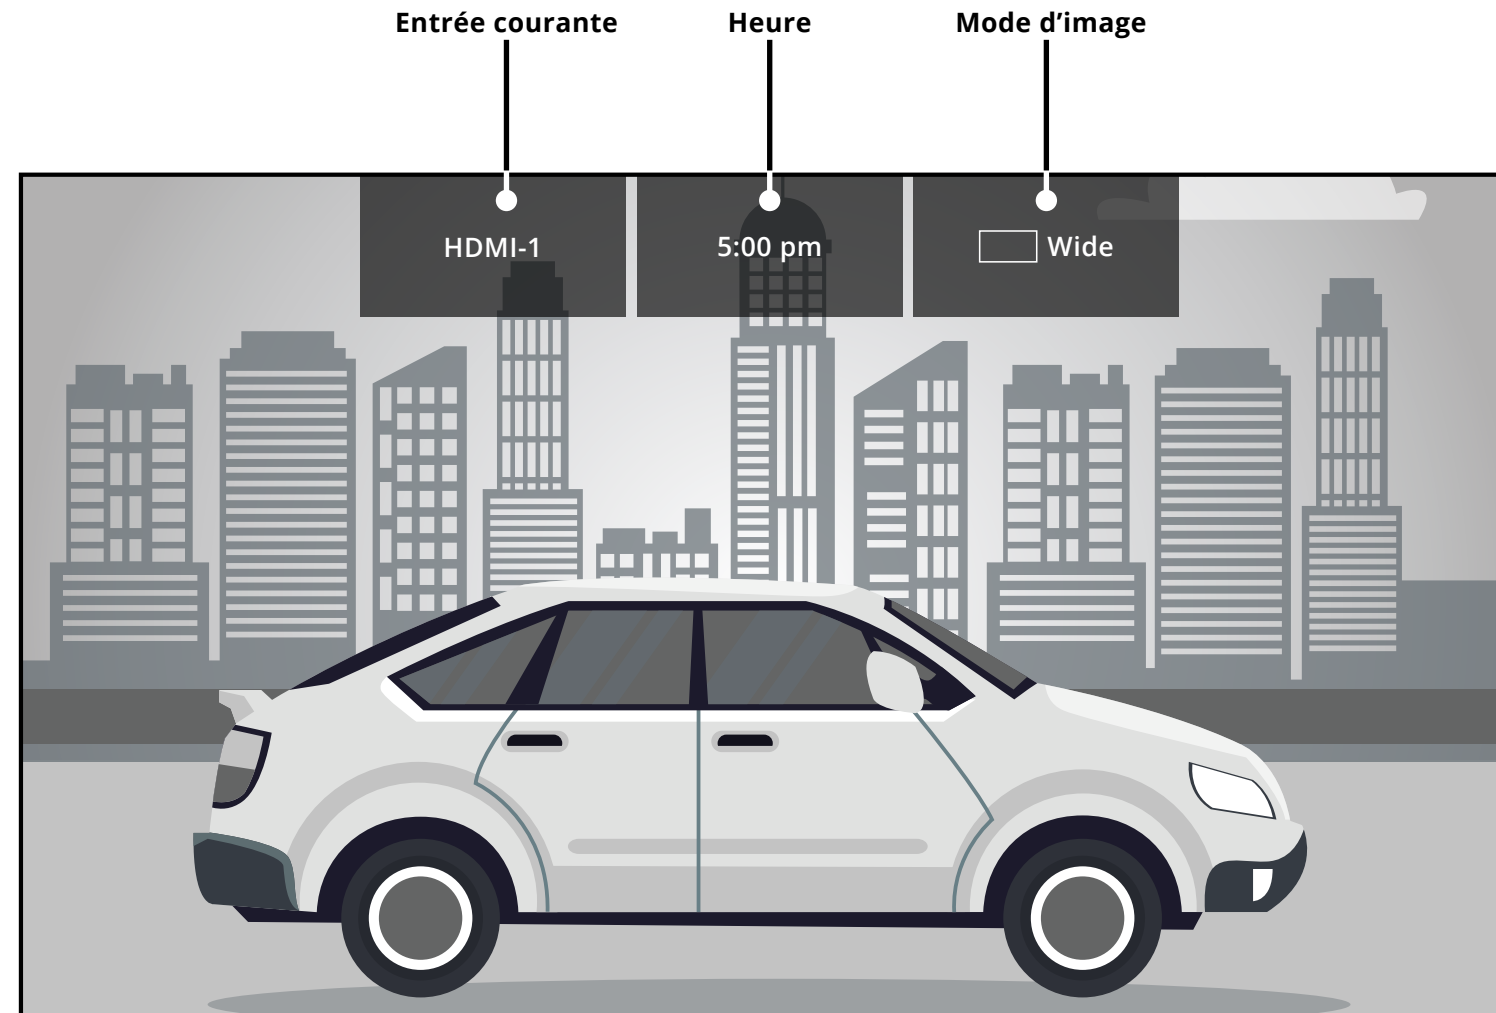 Entrée courante
Heure
Mode d’image
HDMI-1
5:00 pm
Wide